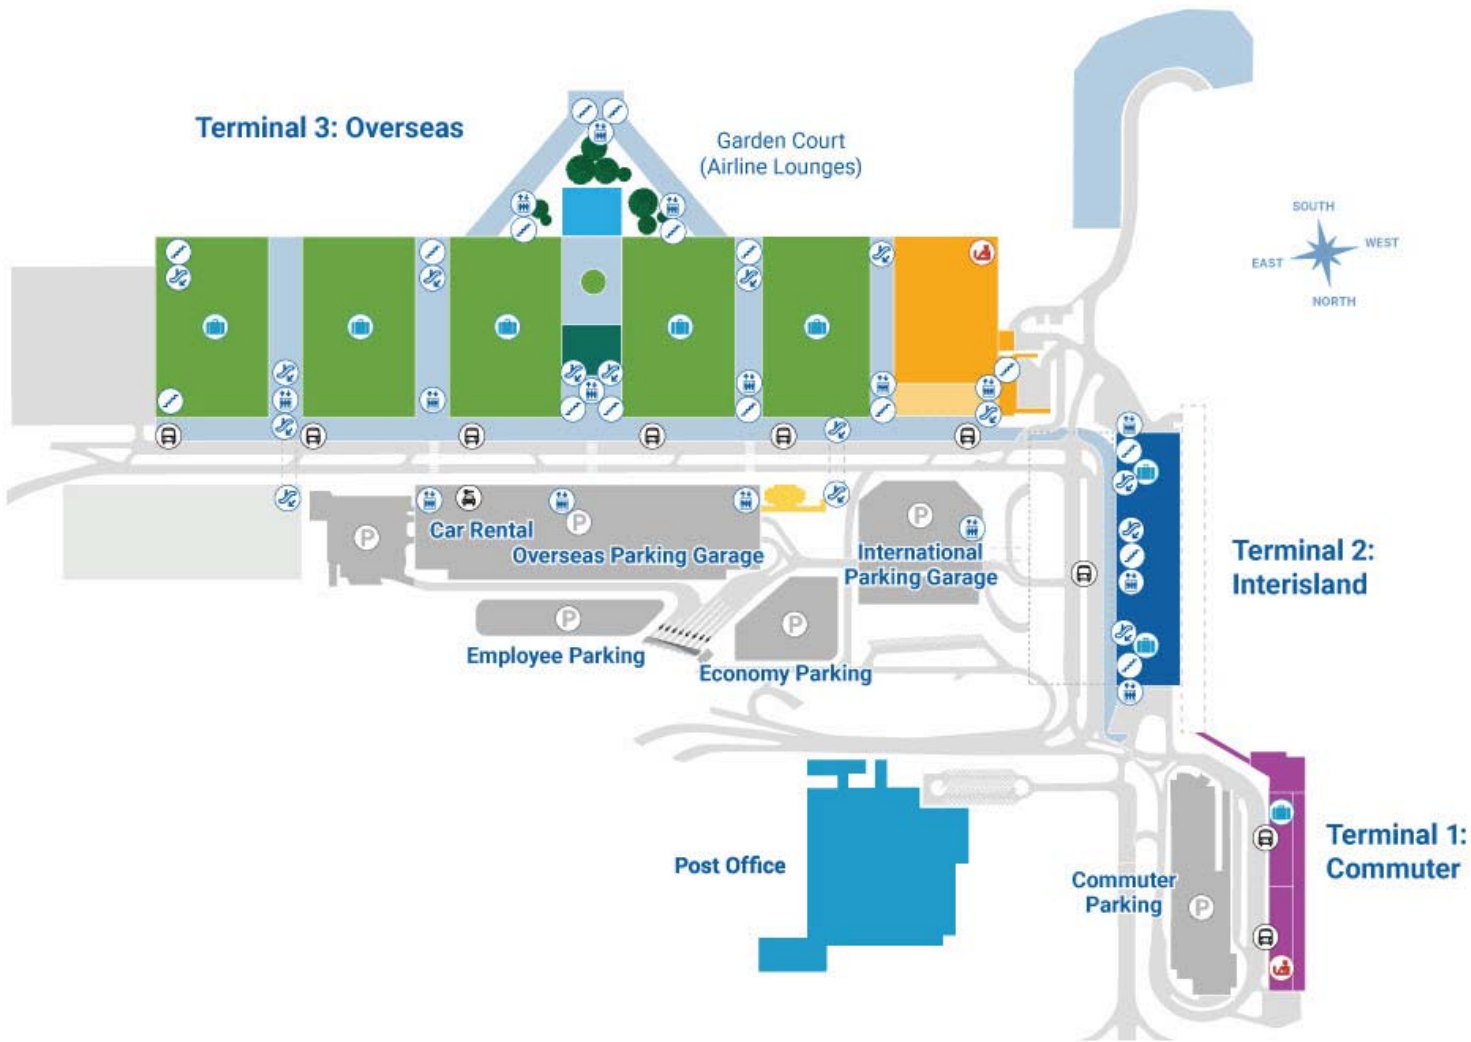 Terminal 3: Overseas
Garden Court
(Airline Lounges)
SOUTH
WEST
EAST
NORTH
P
Car Rental
P
Overseas Parking Garage
P
International
Parking Garage
Terminal 2:
Interisland
P
Employee Parking
P
Economy Parking
Post Office
Terminal 1:
Commuter
Commuter
Parking
P